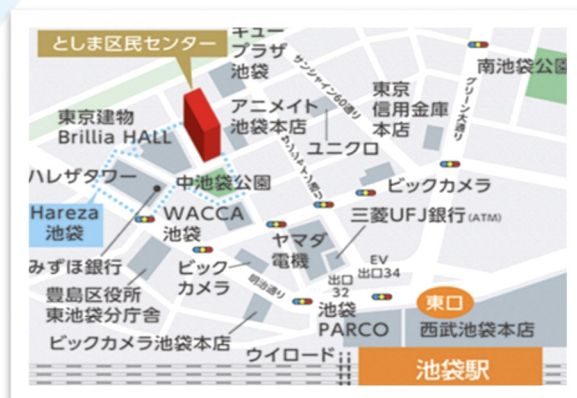 としま区民センター
キュー
プラザ
池袋
サンシャイン60通り
南池袋公園
東京建物
Brillia HALL
アニメイト
池袋本店
東京
信用金庫
本店
グリーン大通り
ユニクロ
ハレザタワー
中池袋公園
ビックカメラ
Hareza
池袋
WACCA
池袋
三菱UFJ銀行(ATM)
ヤマダ
電機
みずほ銀行
ビック
カメラ
EV
出口34
出口
32
明治通り
豊島区役所
東池袋分庁舎
東口
池袋
PARCO
西武池袋本店
ビックカメラ池袋本店
ウイロード
池袋駅